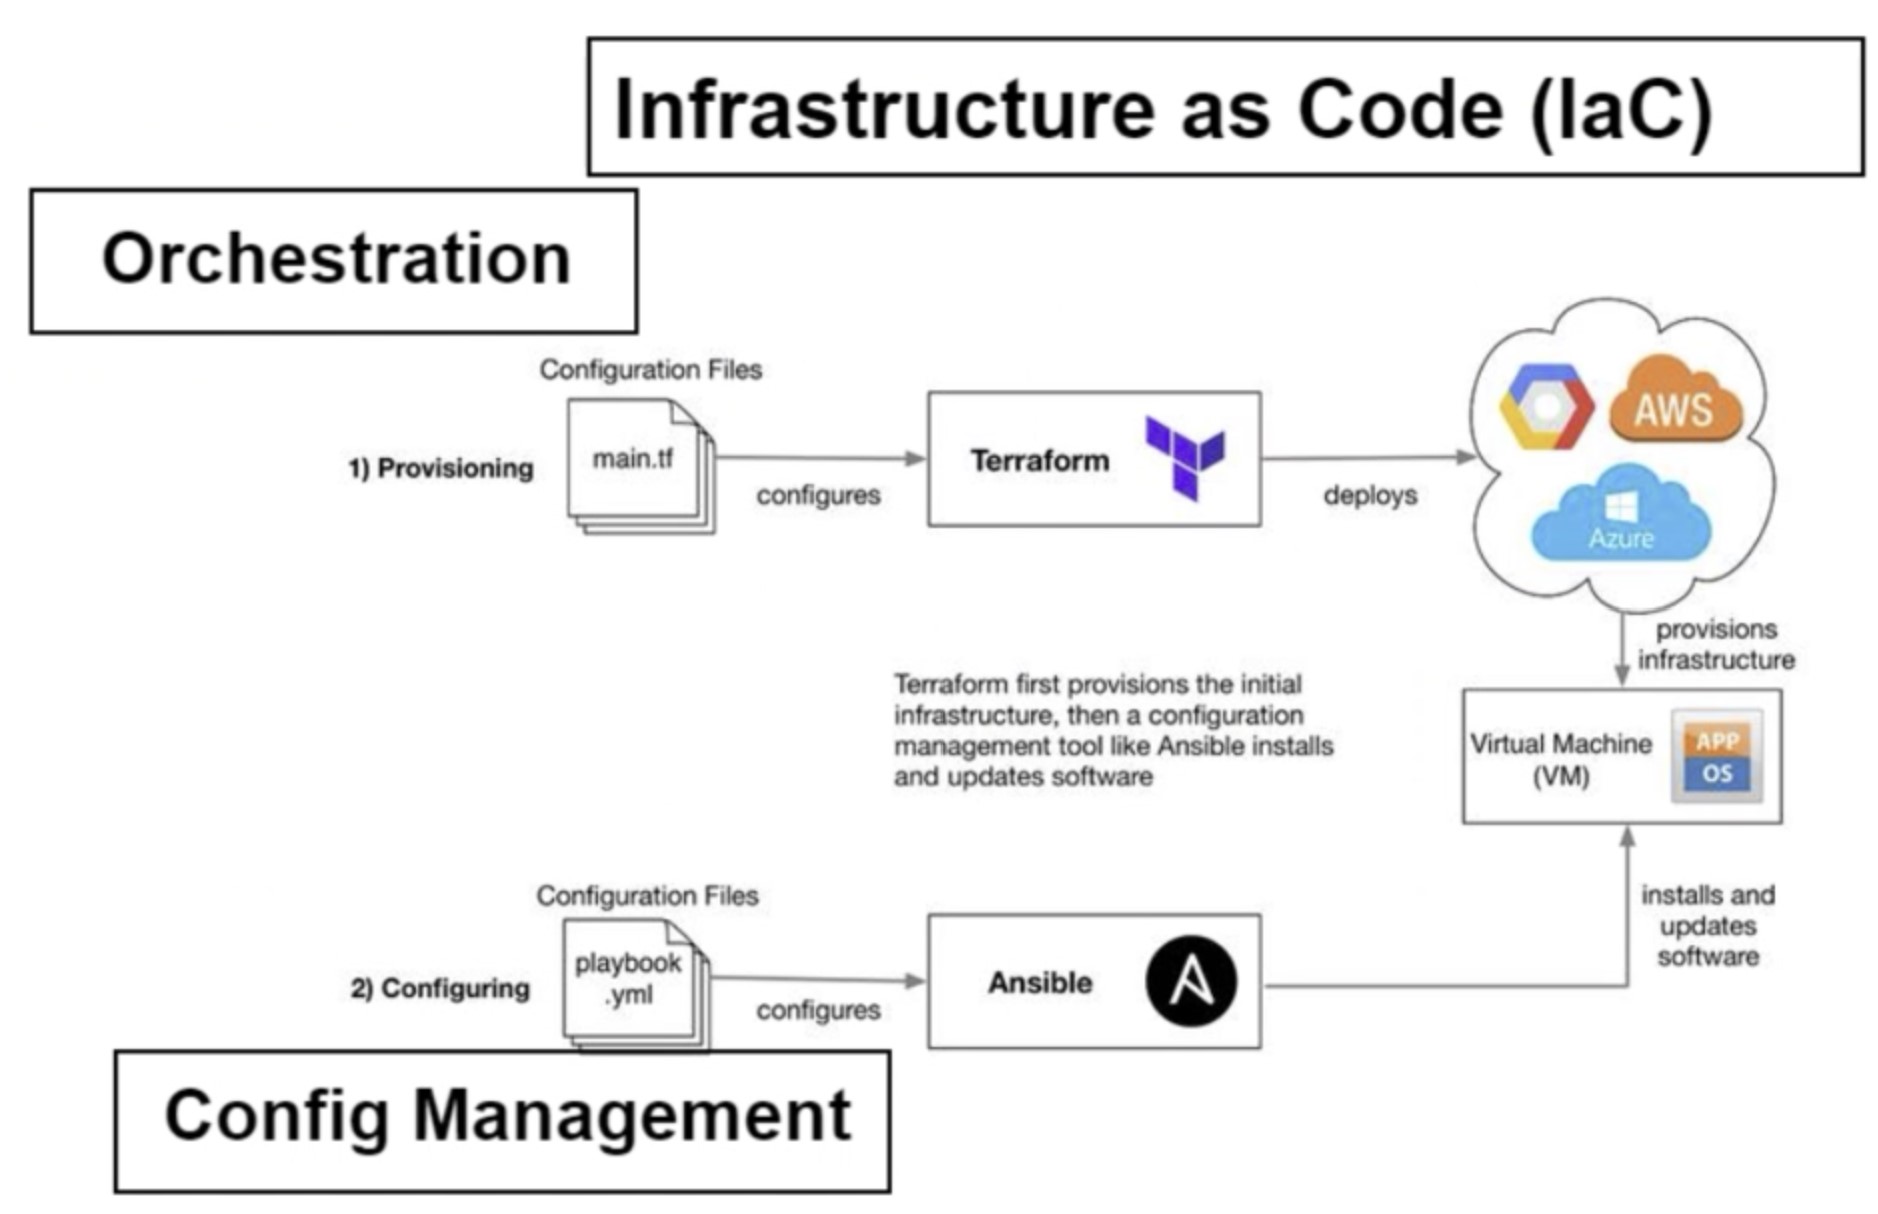 Infrastructure as Code (IaC)
Orchestration
Configuration Files
1) Provisioning
main.tf
configures
Terraform
deploys
AWS
Azure
provisions
infrastructure
Terraform first provisions the initial
infrastructure, then a configuration
management tool like Ansible installs
and updates software
Virtual Machine
(VM)
APP
OS
Configuration Files
2) Configuring
playbook
.yml
configures
Ansible
installs and
updates
software
Config Management